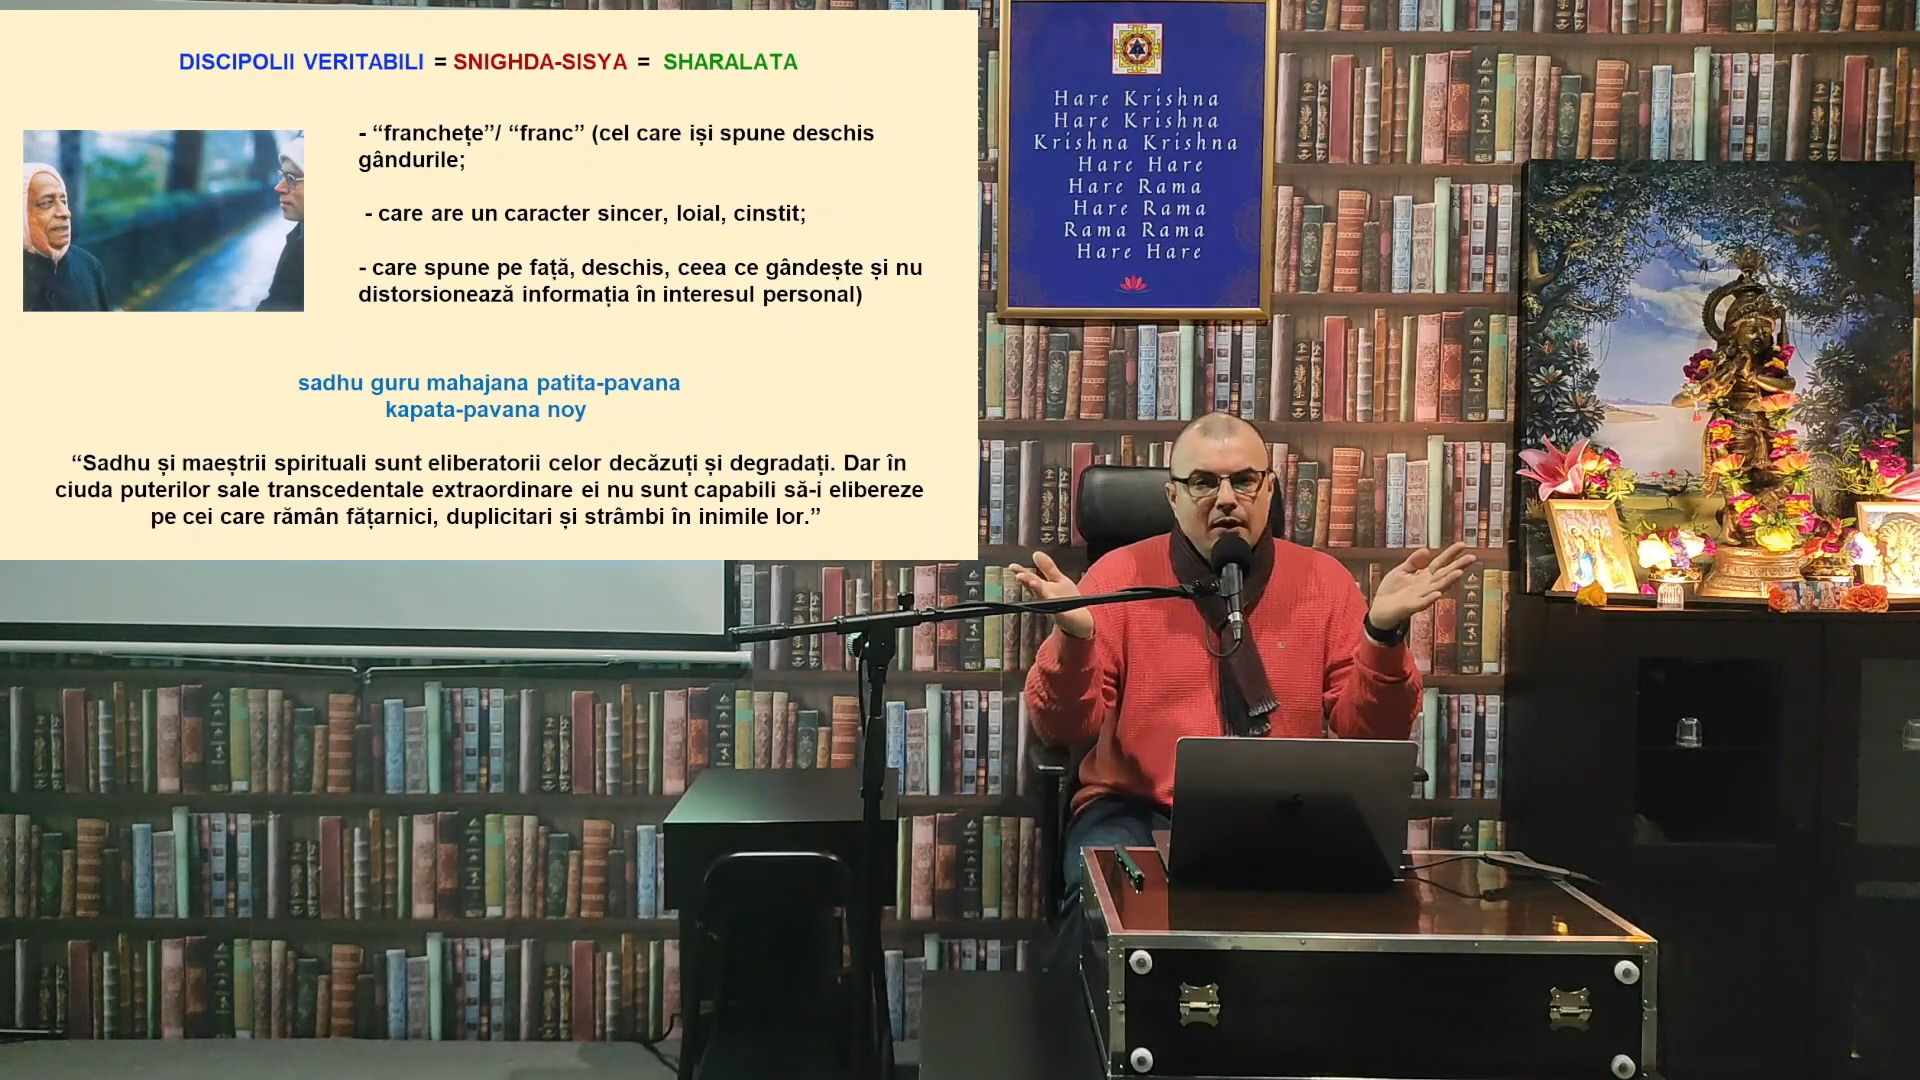 DISCIPOLII VERITABILI = SNIGHDA-SISYA = SHARALATA
- “franchețe”/ “franc” (cel care iși spune deschis
gândurile;
- care are un caracter sincer, loial, cinstit;
- care spune pe față, deschis, ceea ce gândește și nu
distorsionează informația în interesul personal)
sadhu guru mahajana patita-pavana
kapata-pavana noy
“Sadhu și maeștrii spirituali sunt eliberatorii celor decăzuți și degradați. Dar în
ciuda puterilor sale transcedentale extraordinare ei nu sunt capabili să-i elibereze
pe cei care rămân fățarnici, duplicitari și strâmbi în inimile lor.”
Hare Krishna
Hare Krishna
Krishna Krishna
Hare Hare
Hare Rama
Hare Rama
Rama Rama
Hare Hare